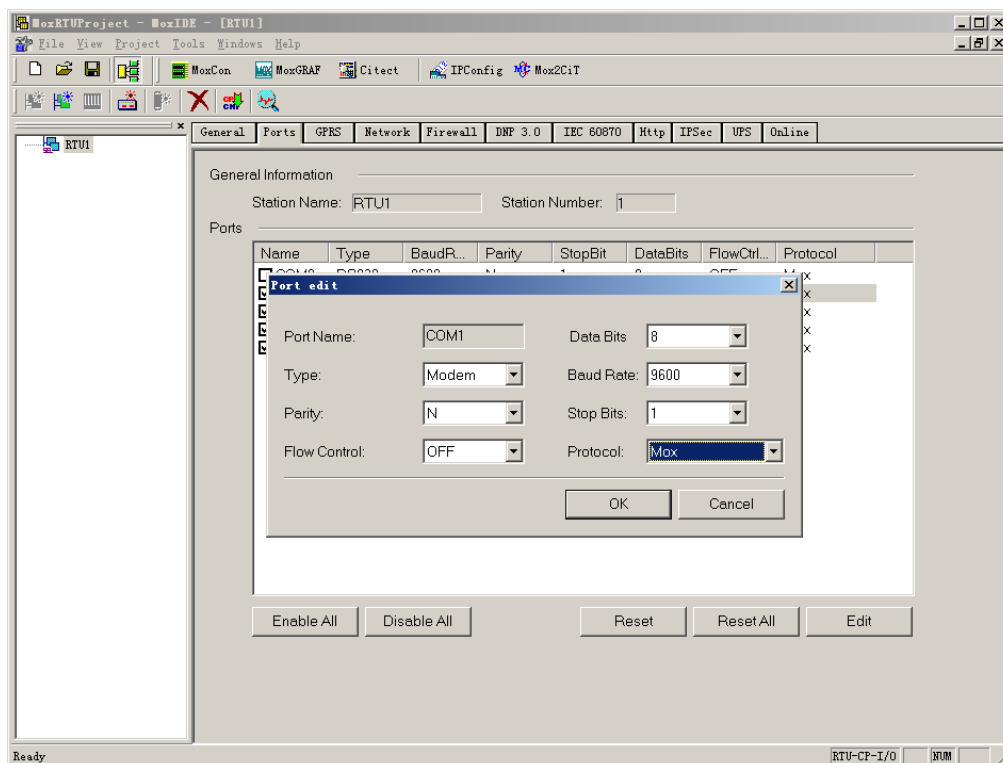 MoxRTUProject - MoxIDE - [RTU1]
File View Project Tools Windows Help
MoxCon MoxGRAF Citect IPConfig Mox2CiT
General Ports GPRS Network Firewall DNP 3.0 IEC 60870 Http IPSec UPS Online
RTU1
General Information
Station Name: RTU1 Station Number: 1
Ports
Name Type BaudR... Parity StopBit DataBits FlowCtrl... Protocol
Port edit
Port Name: COM1 Data Bits 8
Type: Modem Baud Rate: 9600
Parity: N Stop Bits: 1
Flow Control: OFF Protocol: Mox
OK Cancel
Enable All Disable All Reset Reset All Edit
Ready RTU-CP-I/O NUM